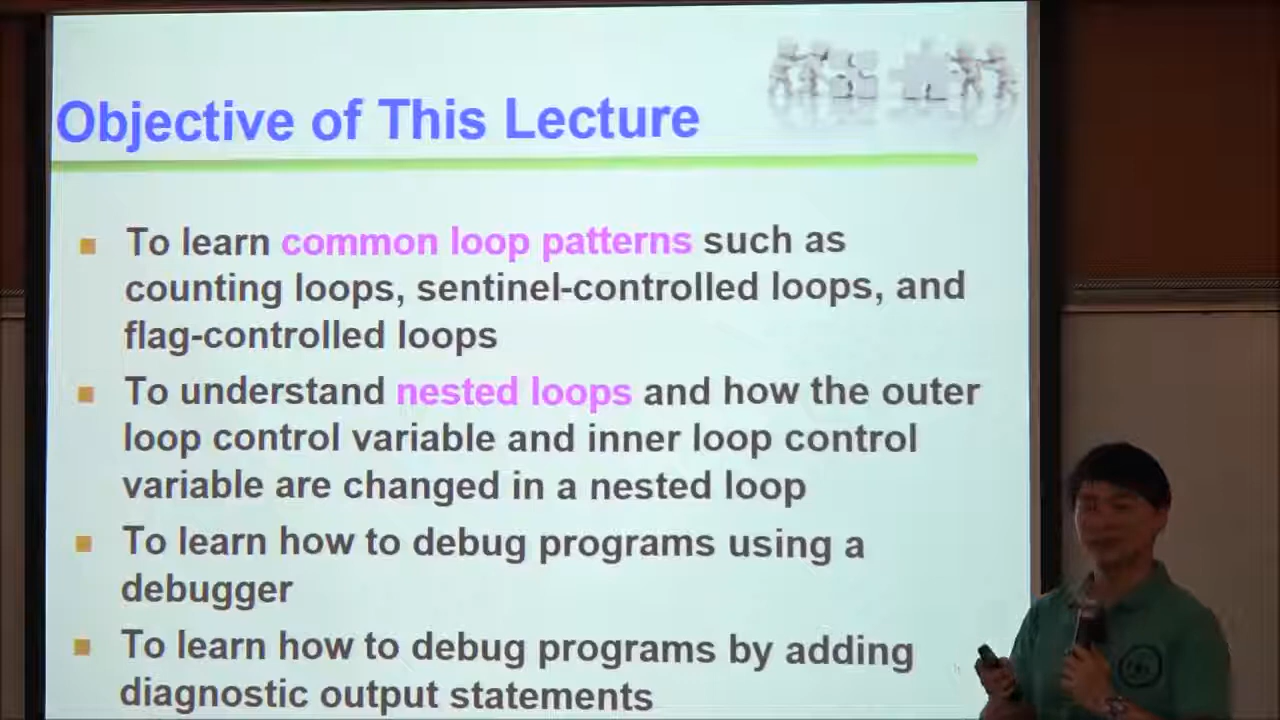 Objective of This Lecture
To learn common loop patterns such as
counting loops, sentinel-controlled loops, and
flag-controlled loops
To understand nested loops and how the outer
loop control variable and inner loop control
variable are changed in a nested loop
To learn how to debug programs using a
debugger
To learn how to debug programs by adding
diagnostic output statements